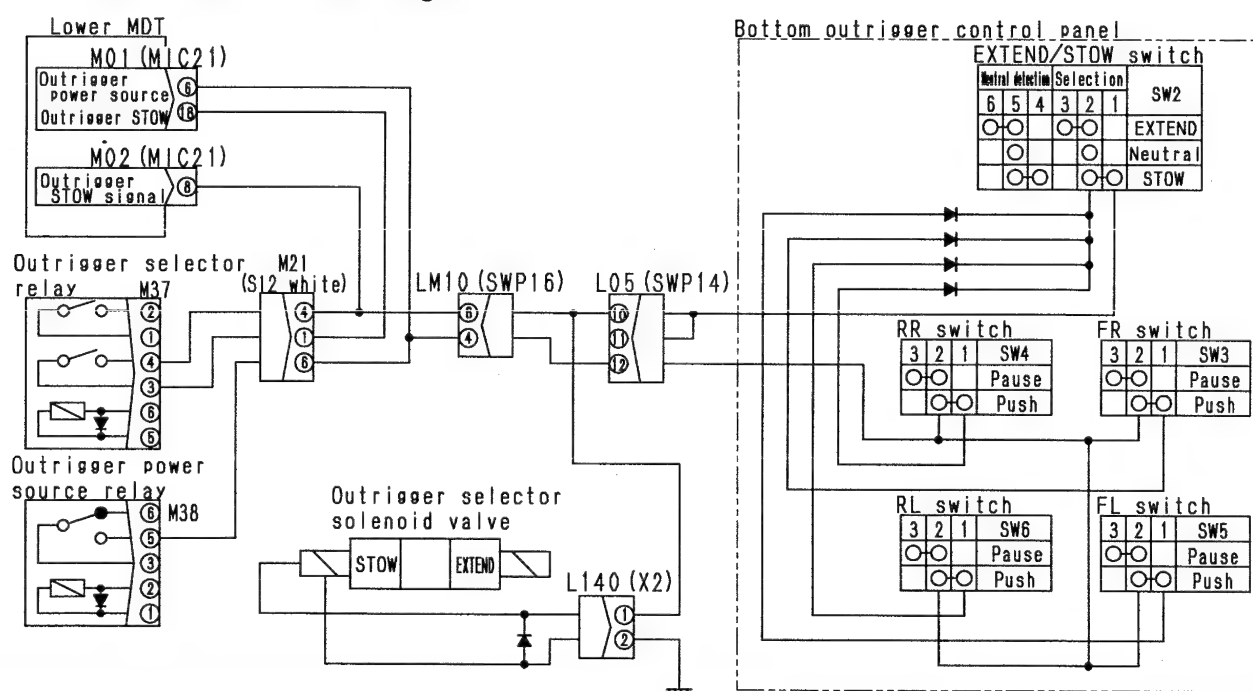 Lower MDT
M01 (MIC21)
Outrigger
power source
6
Outrigger STOW
18
M02 (MIC21)
Outrigger
STOW signal
8
Outrigger selector
relay
M37
2
1
4
3
6
5
M21
(S12 white)
4
1
6
LM10 (SWP16)
6
4
L05 (SWP14)
10
11
12
Outrigger power
source relay
M38
6
5
3
2
1
Outrigger selector
solenoid valve
STOW
EXTEND
L140 (X2)
1
2
Bottom outrigger control panel
EXTEND/STOW switch
Neutral detection Selection SW2
6 5 4 3 2 1
EXTEND
Neutral
STOW
RR switch
3 2 1 SW4
Pause
Push
FR switch
3 2 1 SW3
Pause
Push
RL switch
3 2 1 SW6
Pause
Push
FL switch
3 2 1 SW5
Pause
Push